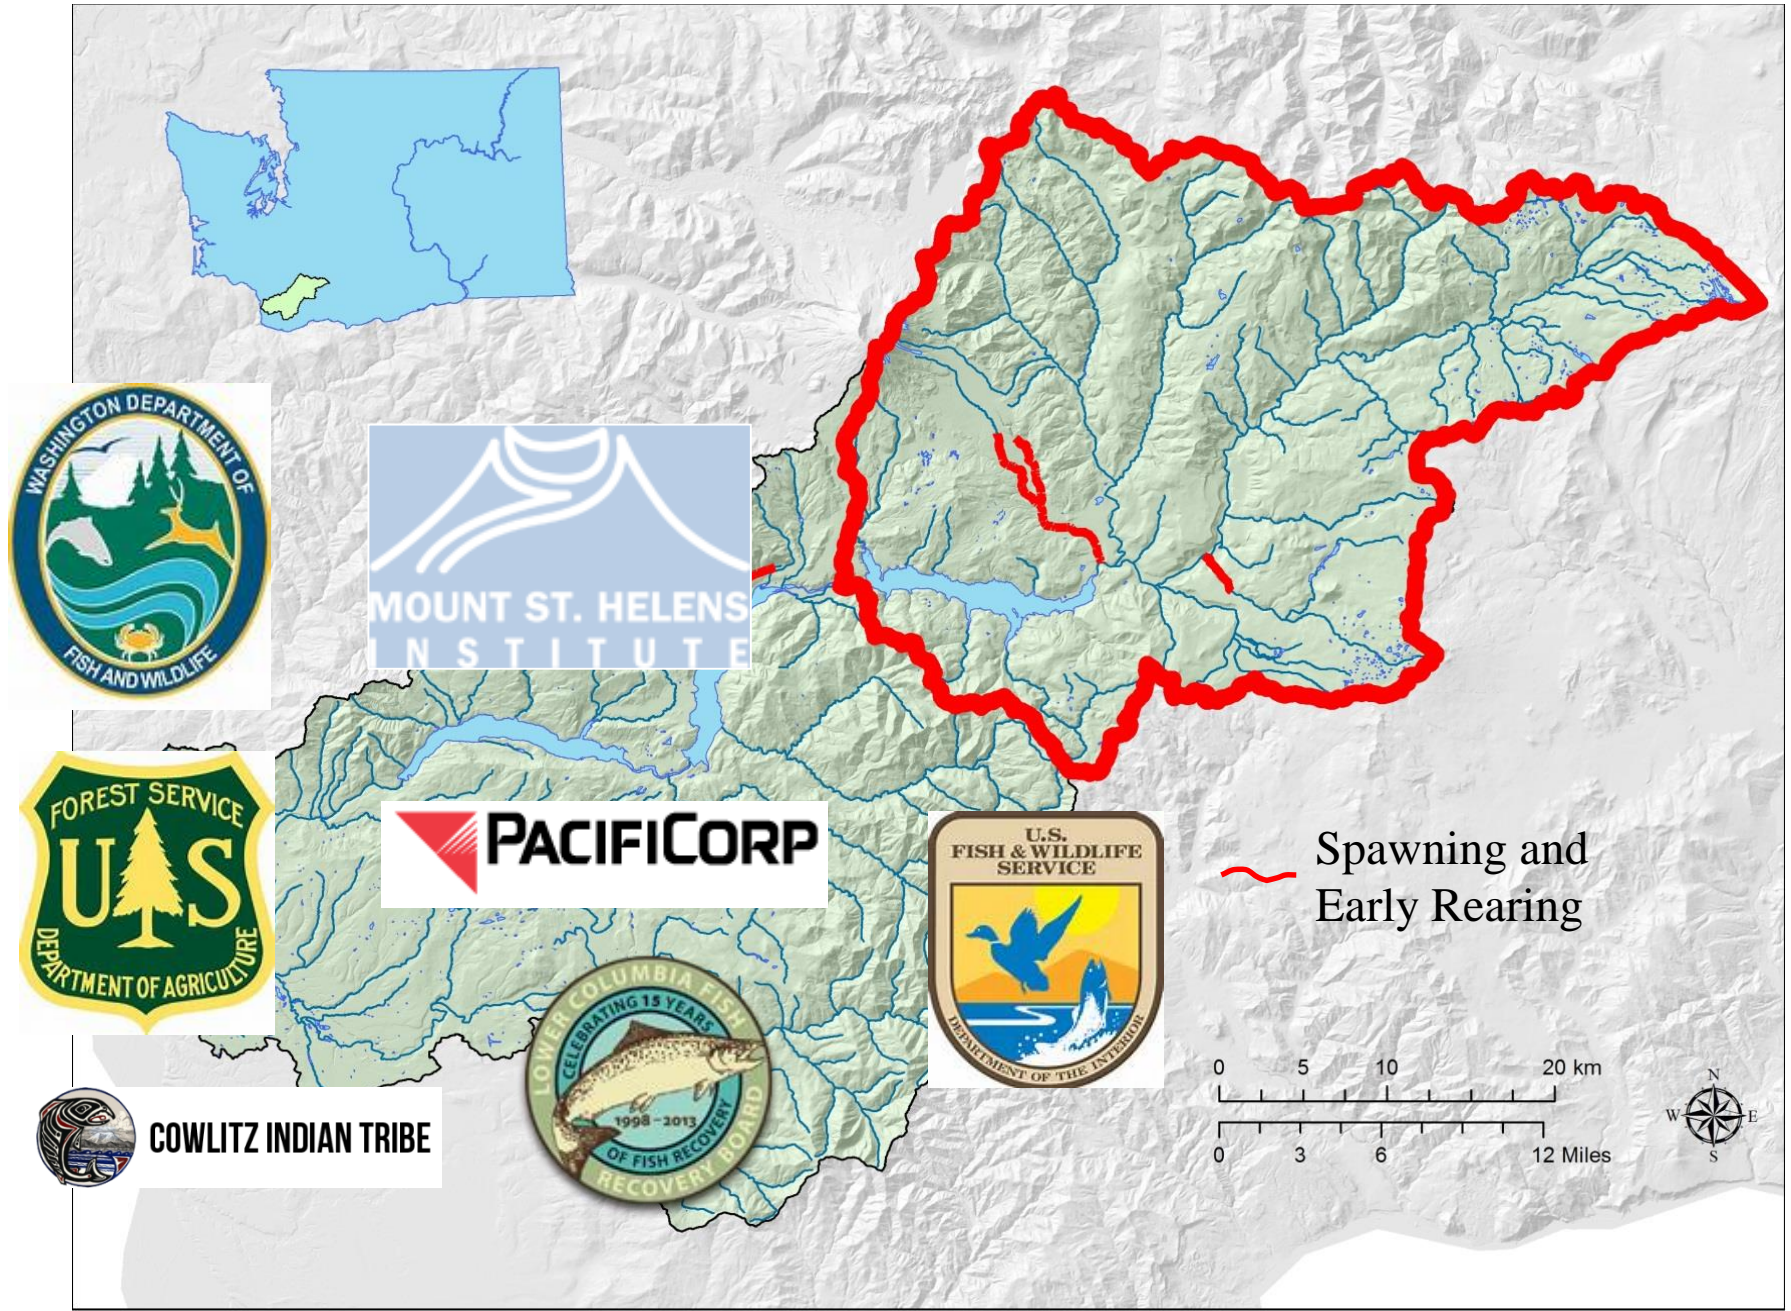 WASHINGTON DEPARTMENT OF
FISH AND WILDLIFE
MOUNT ST. HELENS
INSTITUTE
FOREST SERVICE
U S
DEPARTMENT OF AGRICULTURE
PACIFICORP
U.S.
FISH & WILDLIFE
SERVICE
DEPARTMENT OF THE INTERIOR
Spawning and
Early Rearing
LOWER COLUMBIA FISH
RECOVERY BOARD
CELEBRATING 15 YEARS
OF FISH RECOVERY
1998-2013
COWLITZ INDIAN TRIBE
0 5 10 20 km
0 3 6 12 Miles
N
W E
S